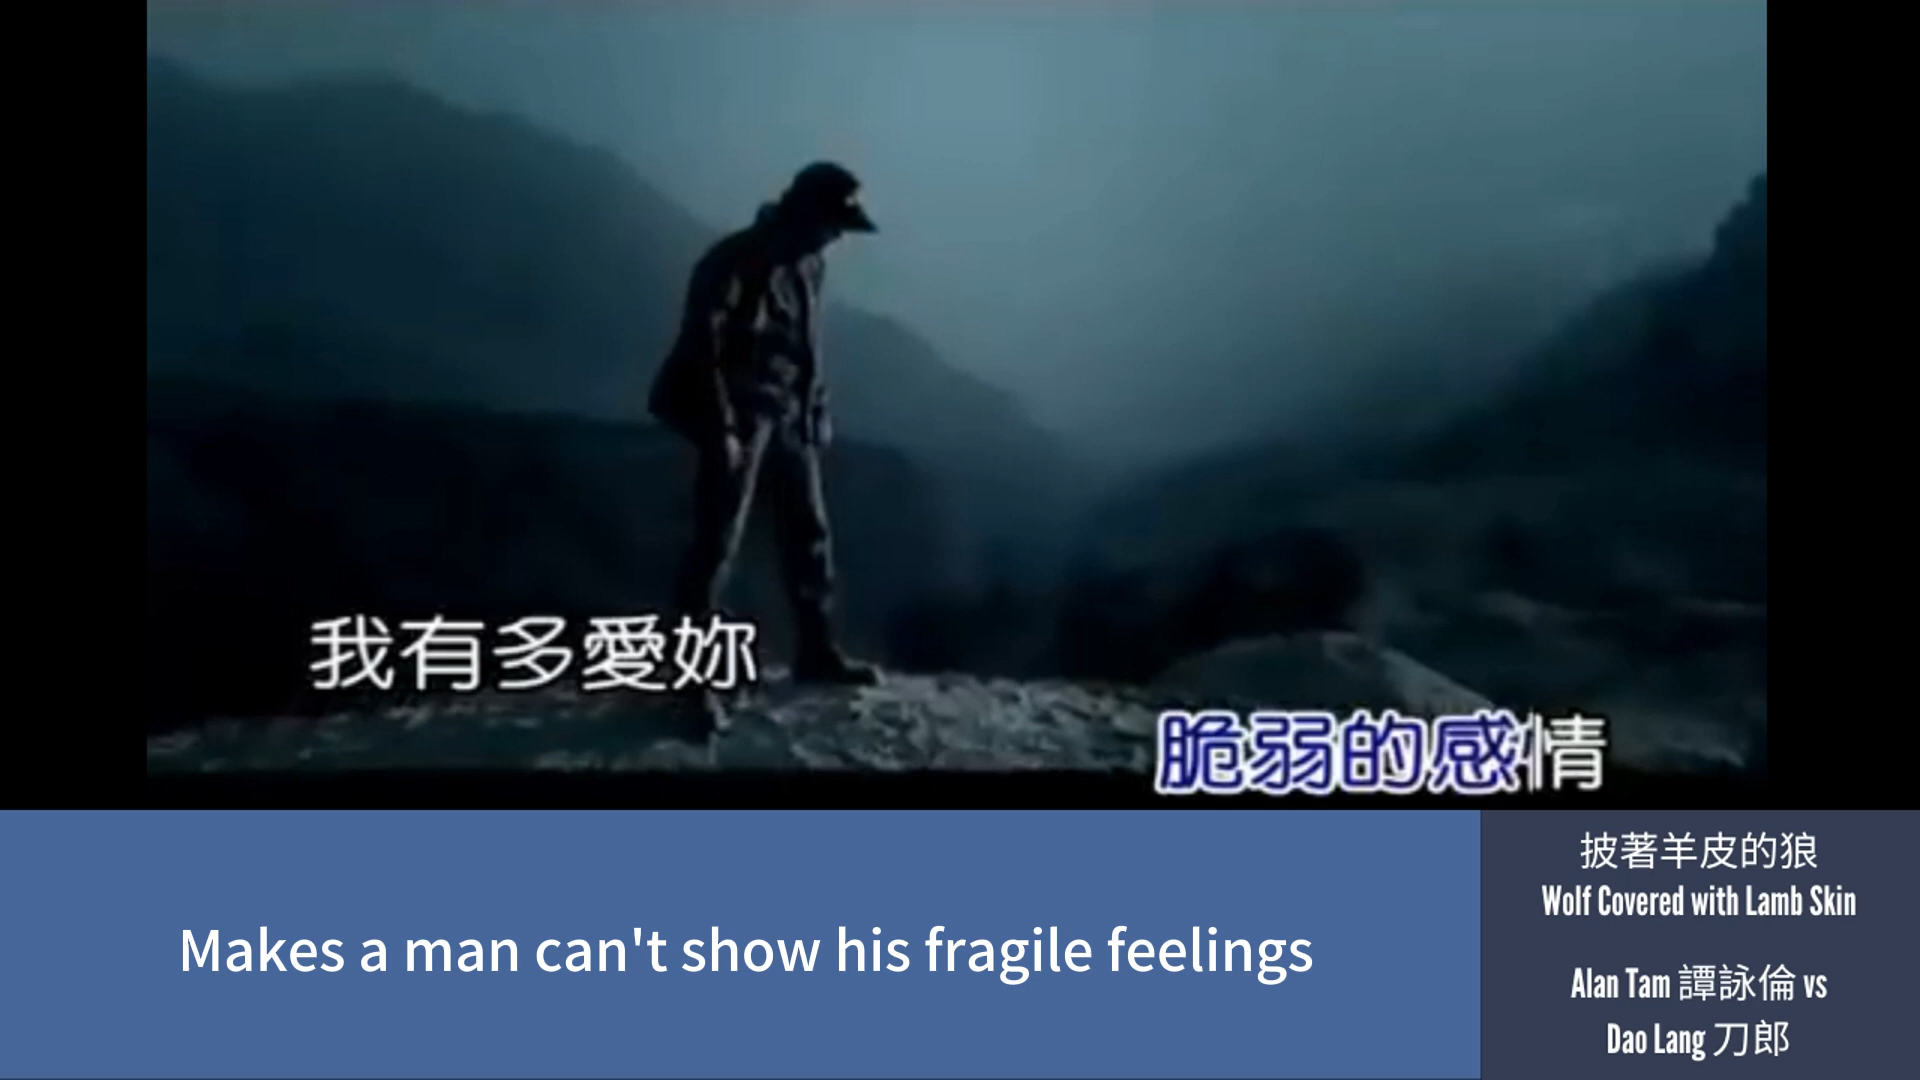 我有多愛妳
脆弱的感情
Makes a man can't show his fragile feelings
披著羊皮的狼
Wolf Covered with Lamb Skin
Alan Tam 譚詠倫 vs
Dao Lang 刀郎